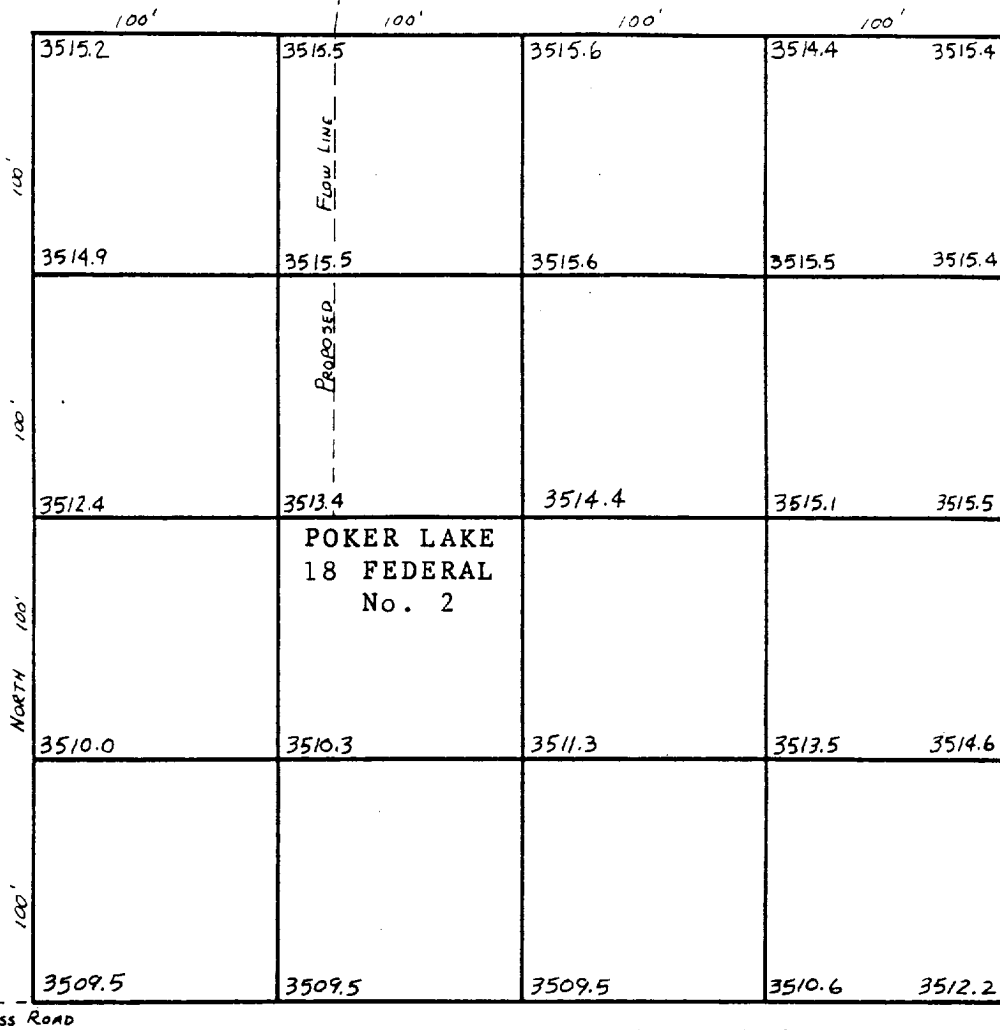 100' 100' 100' 100'
3515.2 3515.5 3515.6 3514.4 3515.4
100'
PROPOSED FLOW LINE
3514.9 3515.5 3515.6 3515.5 3515.4
100'
3512.4 3513.4 3514.4 3515.1 3515.5
POKER LAKE
18 FEDERAL
No. 2
NORTH 100'
3510.0 3510.3 3511.3 3513.5 3514.6
100'
3509.5 3509.5 3509.5 3510.6 3512.2
ss ROAD